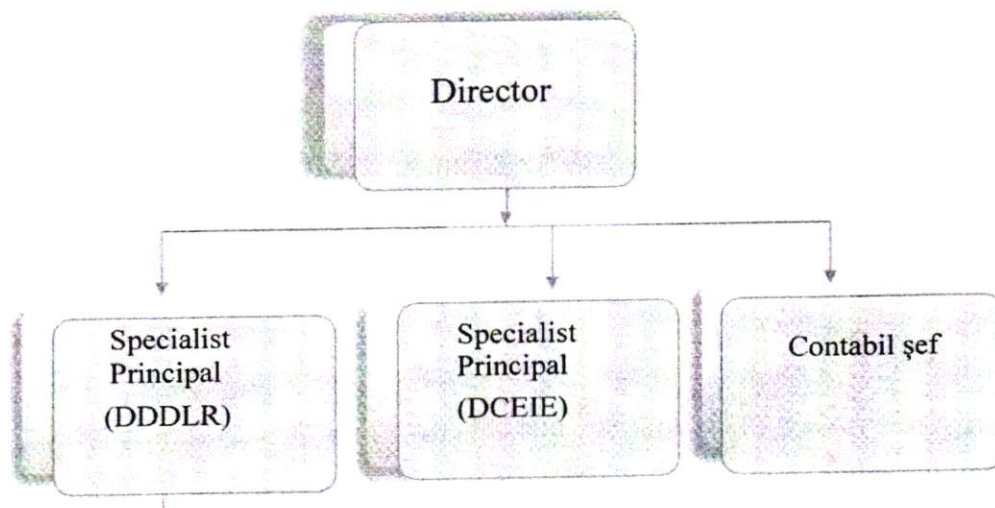 Director
Specialist
Principal
(DDDLR)
Specialist
Principal
(DCEIE)
Contabil şef